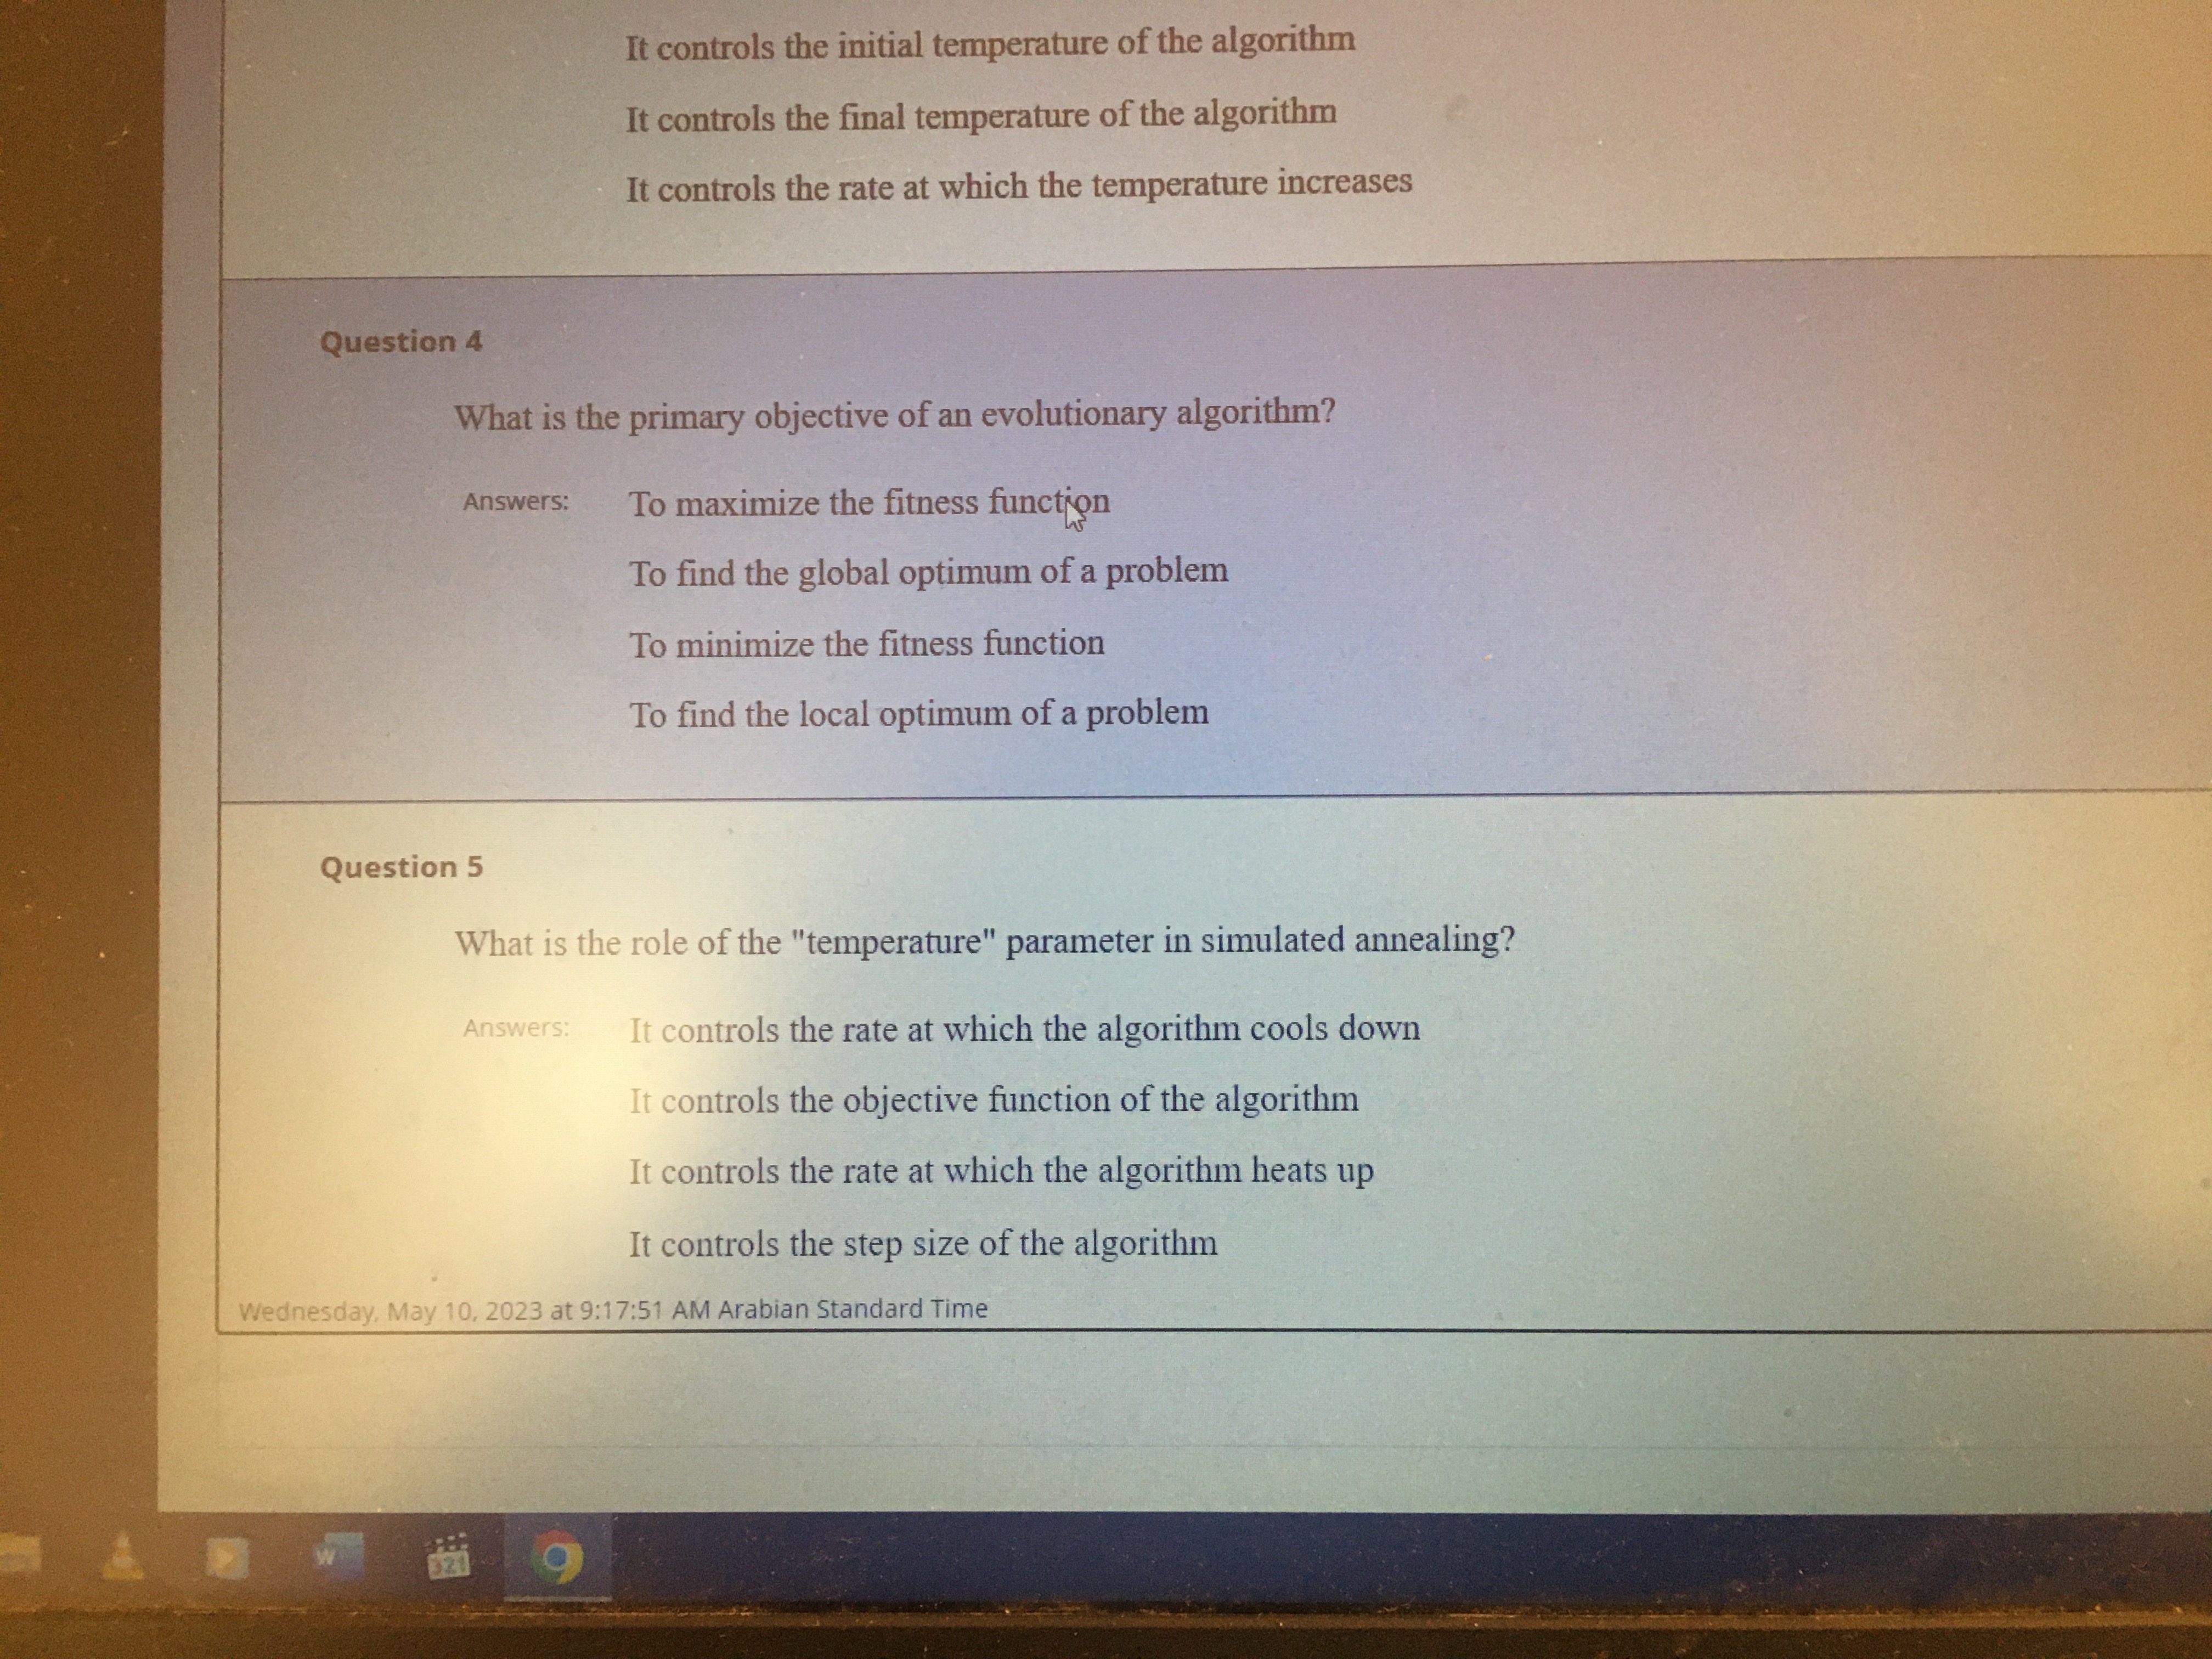 It controls the initial temperature of the algorithm
It controls the final temperature of the algorithm
It controls the rate at which the temperature increases
Question 4
What is the primary objective of an evolutionary algorithm?
Answers: To maximize the fitness function
To find the global optimum of a problem
To minimize the fitness function
To find the local optimum of a problem
Question 5
What is the role of the "temperature" parameter in simulated annealing?
Answers: It controls the rate at which the algorithm cools down
It controls the objective function of the algorithm
It controls the rate at which the algorithm heats up
It controls the step size of the algorithm
Wednesday, May 10, 2023 at 9:17:51 AM Arabian Standard Time
W 321